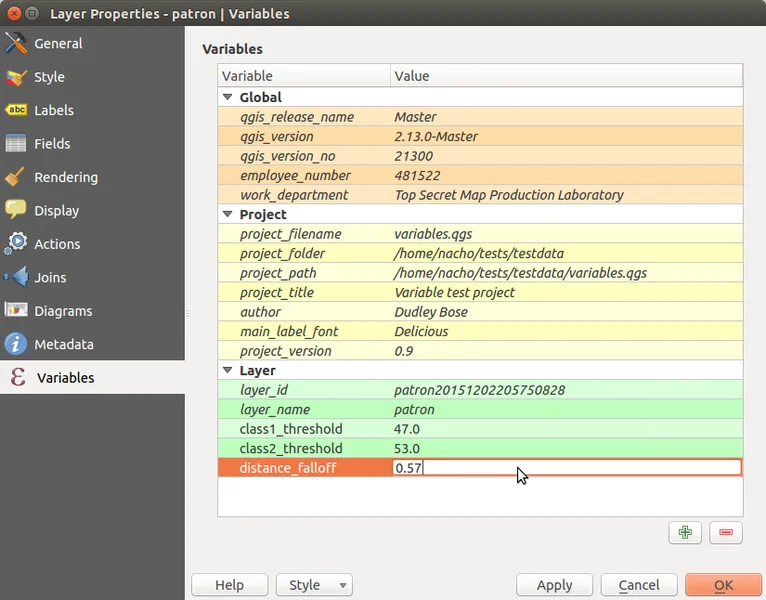 Layer Properties - patron | Variables
General
Style
abc Labels
Fields
Rendering
Display
Actions
Joins
Diagrams
Metadata
ε Variables
Variables
Variable Value
Global
qgis_release_name Master
qgis_version 2.13.0-Master
qgis_version_no 21300
employee_number 481522
work_department Top Secret Map Production Laboratory
Project
project_filename variables.qgs
project_folder /home/nacho/tests/testdata
project_path /home/nacho/tests/testdata/variables.qgs
project_title Variable test project
author Dudley Bose
main_label_font Delicious
project_version 0.9
Layer
layer_id patron20151202205750828
layer_name patron
class1_threshold 47.0
class2_threshold 53.0
distance_falloff 0.57
Help Style Apply Cancel OK